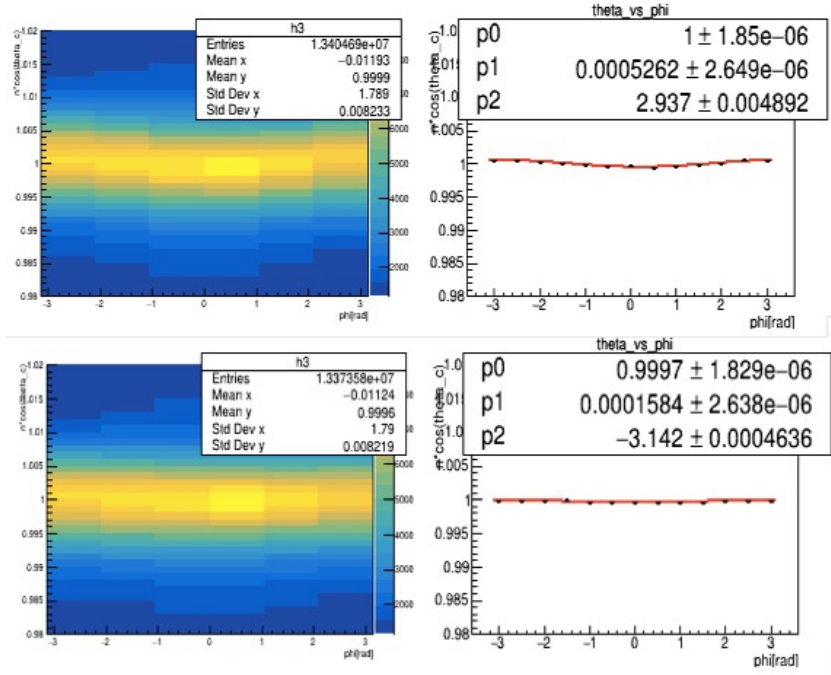 h3
Entries 1.340469e+07
Mean x −0.01193
Mean y 0.9999
Std Dev x 1.789
Std Dev y 0.008233
n*cos(theta_c)
1.02
1.015
1.01
1.005
1
0.995
0.99
0.985
0.98
6000
5000
4000
3000
2000
−3 −2 −1 0 1 2 3
phi[rad]
theta_vs_phi
p0 1 ± 1.85e−06
p1 0.0005262 ± 2.649e−06
p2 2.937 ± 0.004892
1.005
1
0.995
0.99
0.985
0.98
−3 −2 −1 0 1 2 3
phi[rad]
h3
Entries 1.337358e+07
Mean x −0.01124
Mean y 0.9996
Std Dev x 1.79
Std Dev y 0.008219
n*cos(theta_c)
1.02
1.015
1.01
1.005
1
0.995
0.99
0.985
0.98
6000
5000
4000
3000
2000
−3 −2 −1 0 1 2 3
phi[rad]
theta_vs_phi
p0 0.9997 ± 1.829e−06
p1 0.0001584 ± 2.638e−06
p2 −3.142 ± 0.0004636
1.005
1
0.995
0.99
0.985
0.98
−3 −2 −1 0 1 2 3
phi[rad]